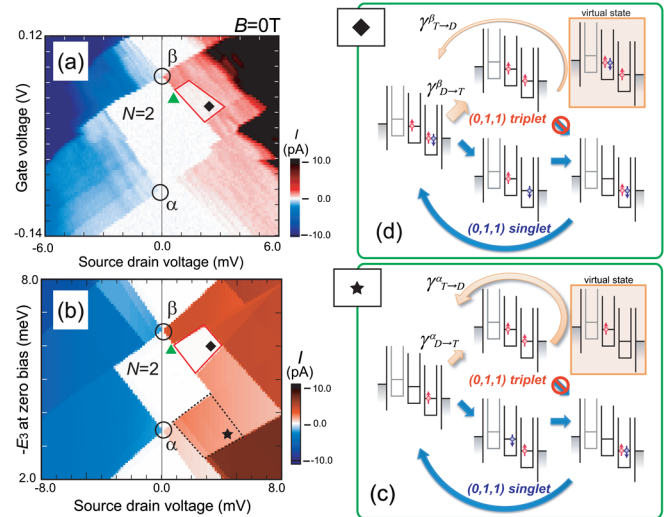 B=0T
(a)
0.12
β
N=2
α
Gate voltage (V)
-0.14
-6.0
0.0
6.0
Source drain voltage (mV)
I
(pA)
10.0
0.0
-10.0
(b)
8.0
β
N=2
α
-E3 at zero bias (meV)
2.0
-8.0
0.0
8.0
Source drain voltage (mV)
I
(pA)
10.0
0.0
-10.0
γβT→D
virtual state
γβD→T
(0,1,1) triplet
(0,1,1) singlet
(d)
γαT→D
virtual state
γαD→T
(0,1,1) triplet
(0,1,1) singlet
(c)